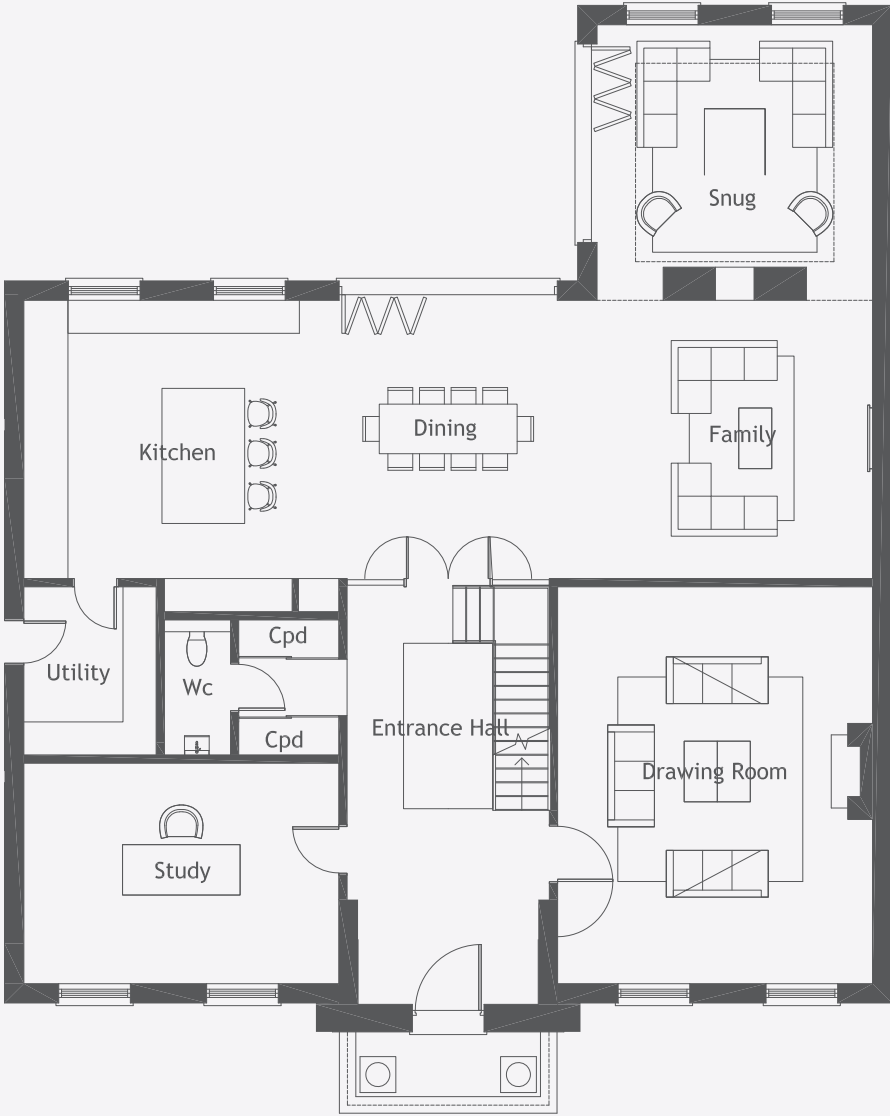 Snug
Kitchen
Dining
Family
Utility
Cpd
Wc
Cpd
Entrance Hall
Drawing Room
Study